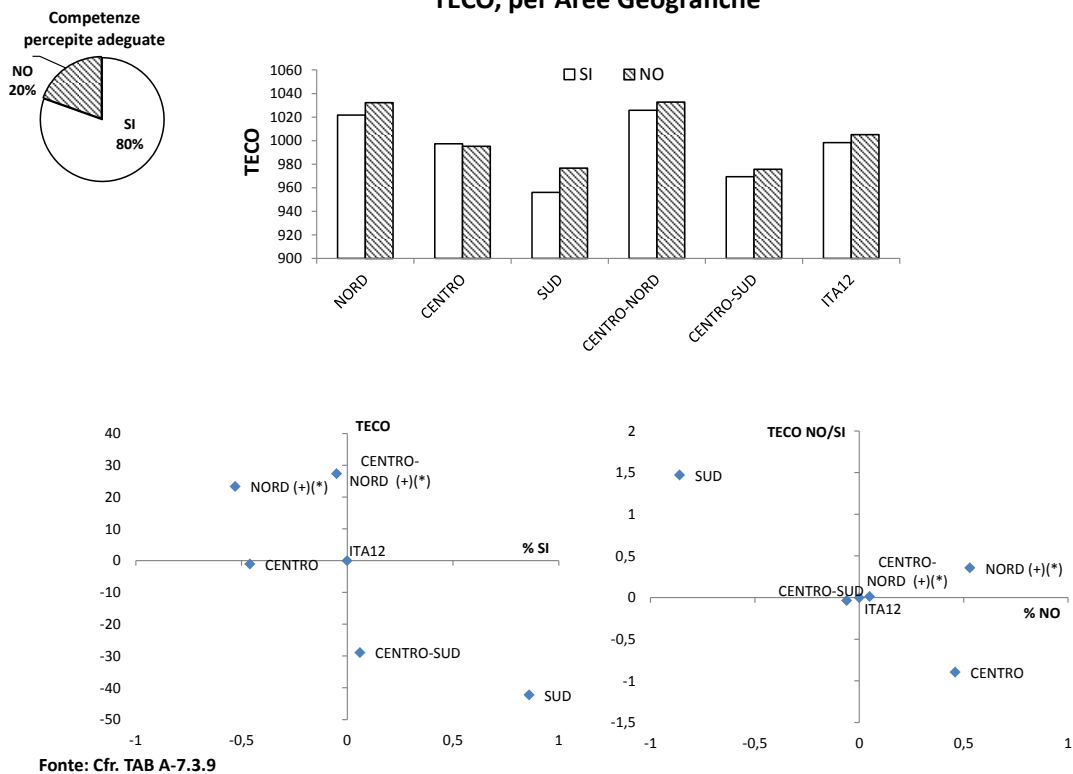 TECO, per Aree Geografiche
Competenze
percepite adeguate
NO
20%
SI
80%
TECO
1060
1040
1020
1000
980
960
940
920
900
SI NO
NORD
CENTRO
SUD
CENTRO-NORD
CENTRO-SUD
ITA12
TECO
40
30
20
10
0
-10
-20
-30
-40
-50
-1 -0,5 0 0,5 1
% SI
CENTRO-
NORD (+)(*)
NORD (+)(*)
ITA12
CENTRO
CENTRO-SUD
SUD
TECO NO/SI
2
1,5
1
0,5
0
-0,5
-1
-1,5
-1 -0,5 0 0,5 1
% NO
SUD
CENTRO-
NORD (+)(*)
NORD (+)(*)
CENTRO-SUD
ITA12
CENTRO
Fonte: Cfr. TAB A-7.3.9